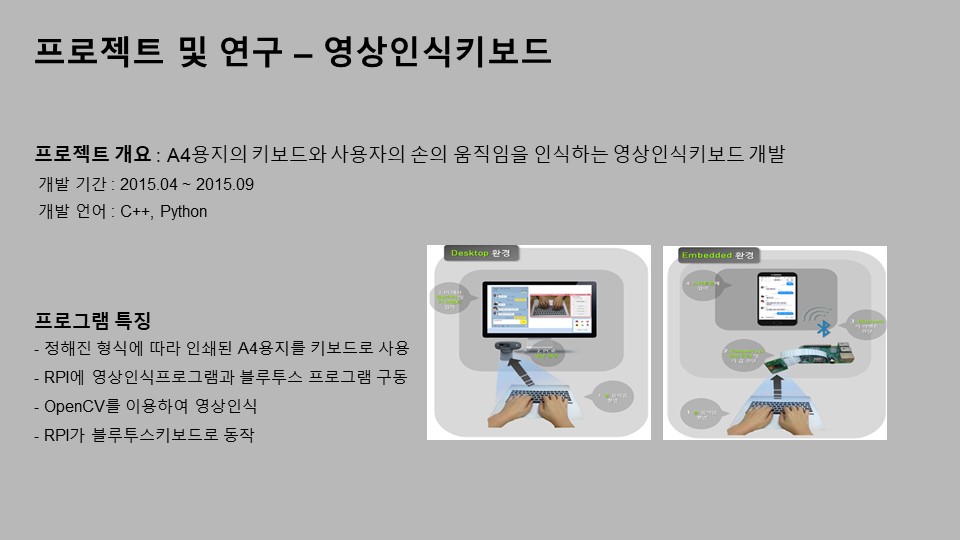 프로젝트 및 연구 – 영상인식키보드
프로젝트 개요 : A4용지의 키보드와 사용자의 손의 움직임을 인식하는 영상인식키보드 개발
개발 기간 : 2015.04 ~ 2015.09
개발 언어 : C++, Python
프로그램 특징
- 정해진 형식에 따라 인쇄된 A4용지를 키보드로 사용
- RPI에 영상인식프로그램과 블루투스 프로그램 구동
- OpenCV를 이용하여 영상인식
- RPI가 블루투스키보드로 동작
Desktop 환경
Embedded 환경